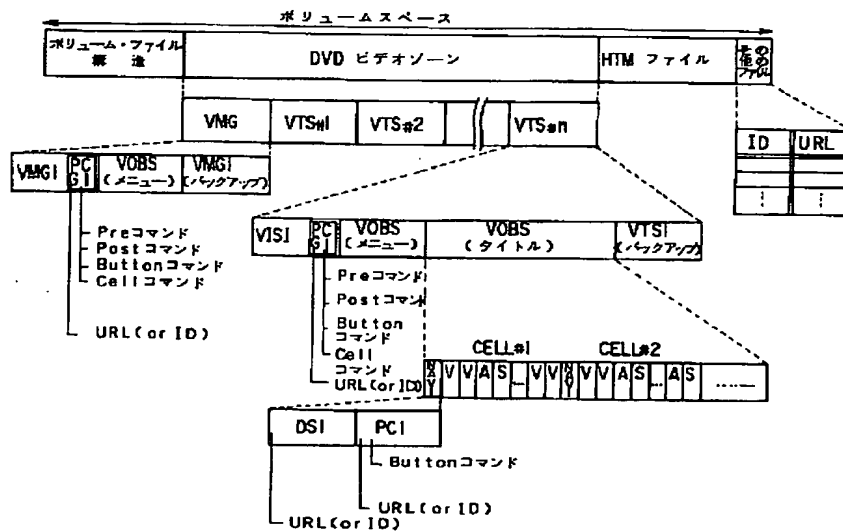 ボリュームスペース
ボリューム・ファイル
構造
DVD ビデオゾーン
HTM ファイル
その他の
ファイル
VMG
VTS#1
VTS#2
VTS#n
ID
URL
VMGI
PC
GI
VOBS
(メニュー)
VMGI
(バックアップ)
Preコマンド
Postコマンド
Buttonコマンド
Cellコマンド
URL(or ID)
VISI
PC
GI
VOBS
(メニュー)
VOBS
(タイトル)
VTSI
(バックアップ)
Preコマンド
Postコマンド
Button
コマンド
Cell
コマンド
URL(or ID)
CELL#1
CELL#2
NAV V V A S … V V NAV V V A S … A S ……
DSI
PCI
Buttonコマンド
URL(or ID)
URL(or ID)